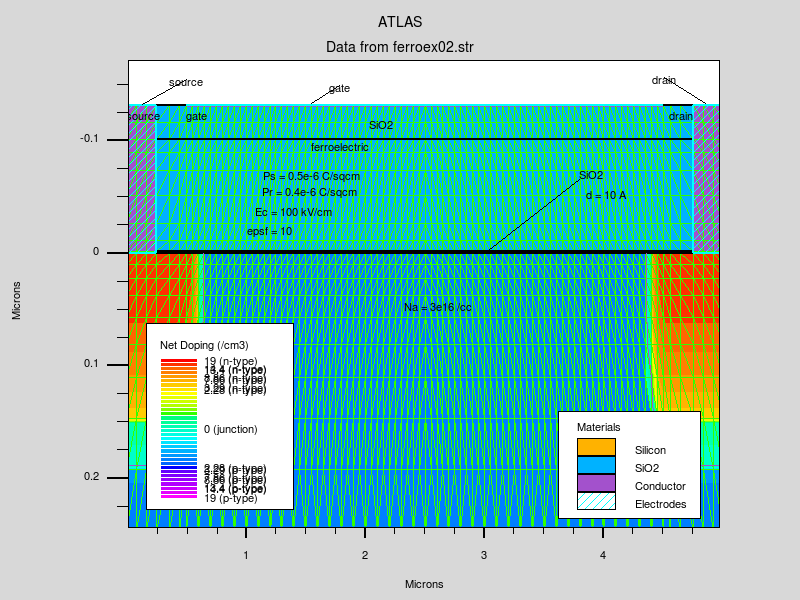 ATLAS
Data from ferroex02.str
source
gate
drain
source
gate
SiO2
drain
-0.1
ferroelectric
Ps = 0.5e-6 C/sqcm
SiO2
Pr = 0.4e-6 C/sqcm
d = 10 A
Ec = 100 kV/cm
epsf = 10
0
Na = 3e16 /cc
Microns
0.1
0.2
Net Doping (/cm3)
19 (n-type)
2.28 (n-type)
0 (junction)
19 (p-type)
Materials
Silicon
SiO2
Conductor
Electrodes
1
2
3
4
Microns